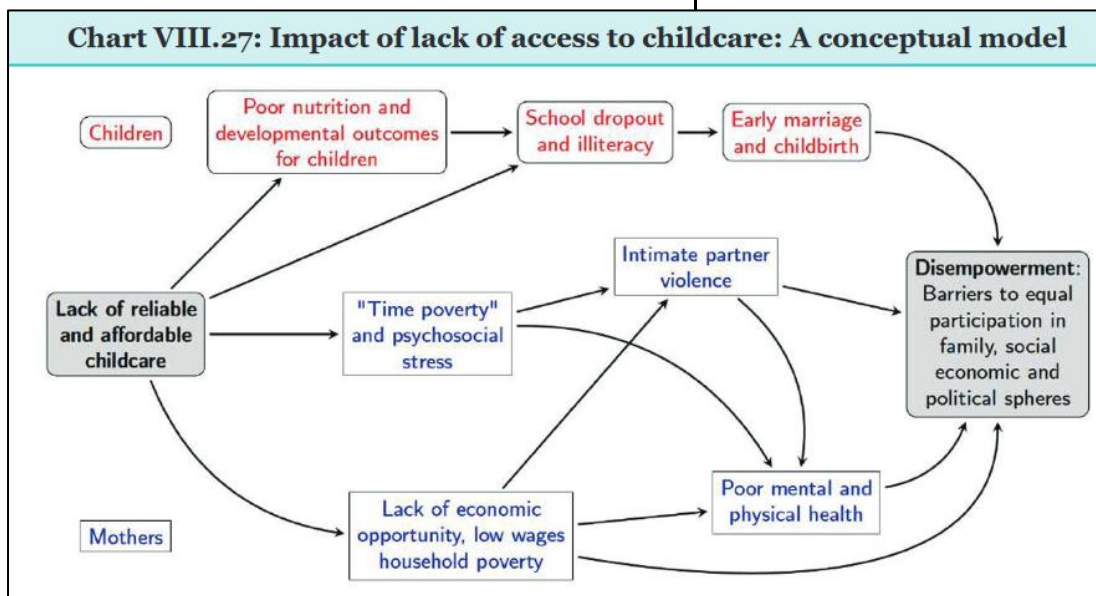 Chart VIII.27: Impact of lack of access to childcare: A conceptual model
Children
Poor nutrition and
developmental outcomes
for children
School dropout
and illiteracy
Early marriage
and childbirth
Lack of reliable
and affordable
childcare
"Time poverty"
and psychosocial
stress
Intimate partner
violence
Disempowerment:
Barriers to equal
participation in
family, social
economic and
political spheres
Mothers
Lack of economic
opportunity, low wages
household poverty
Poor mental and
physical health